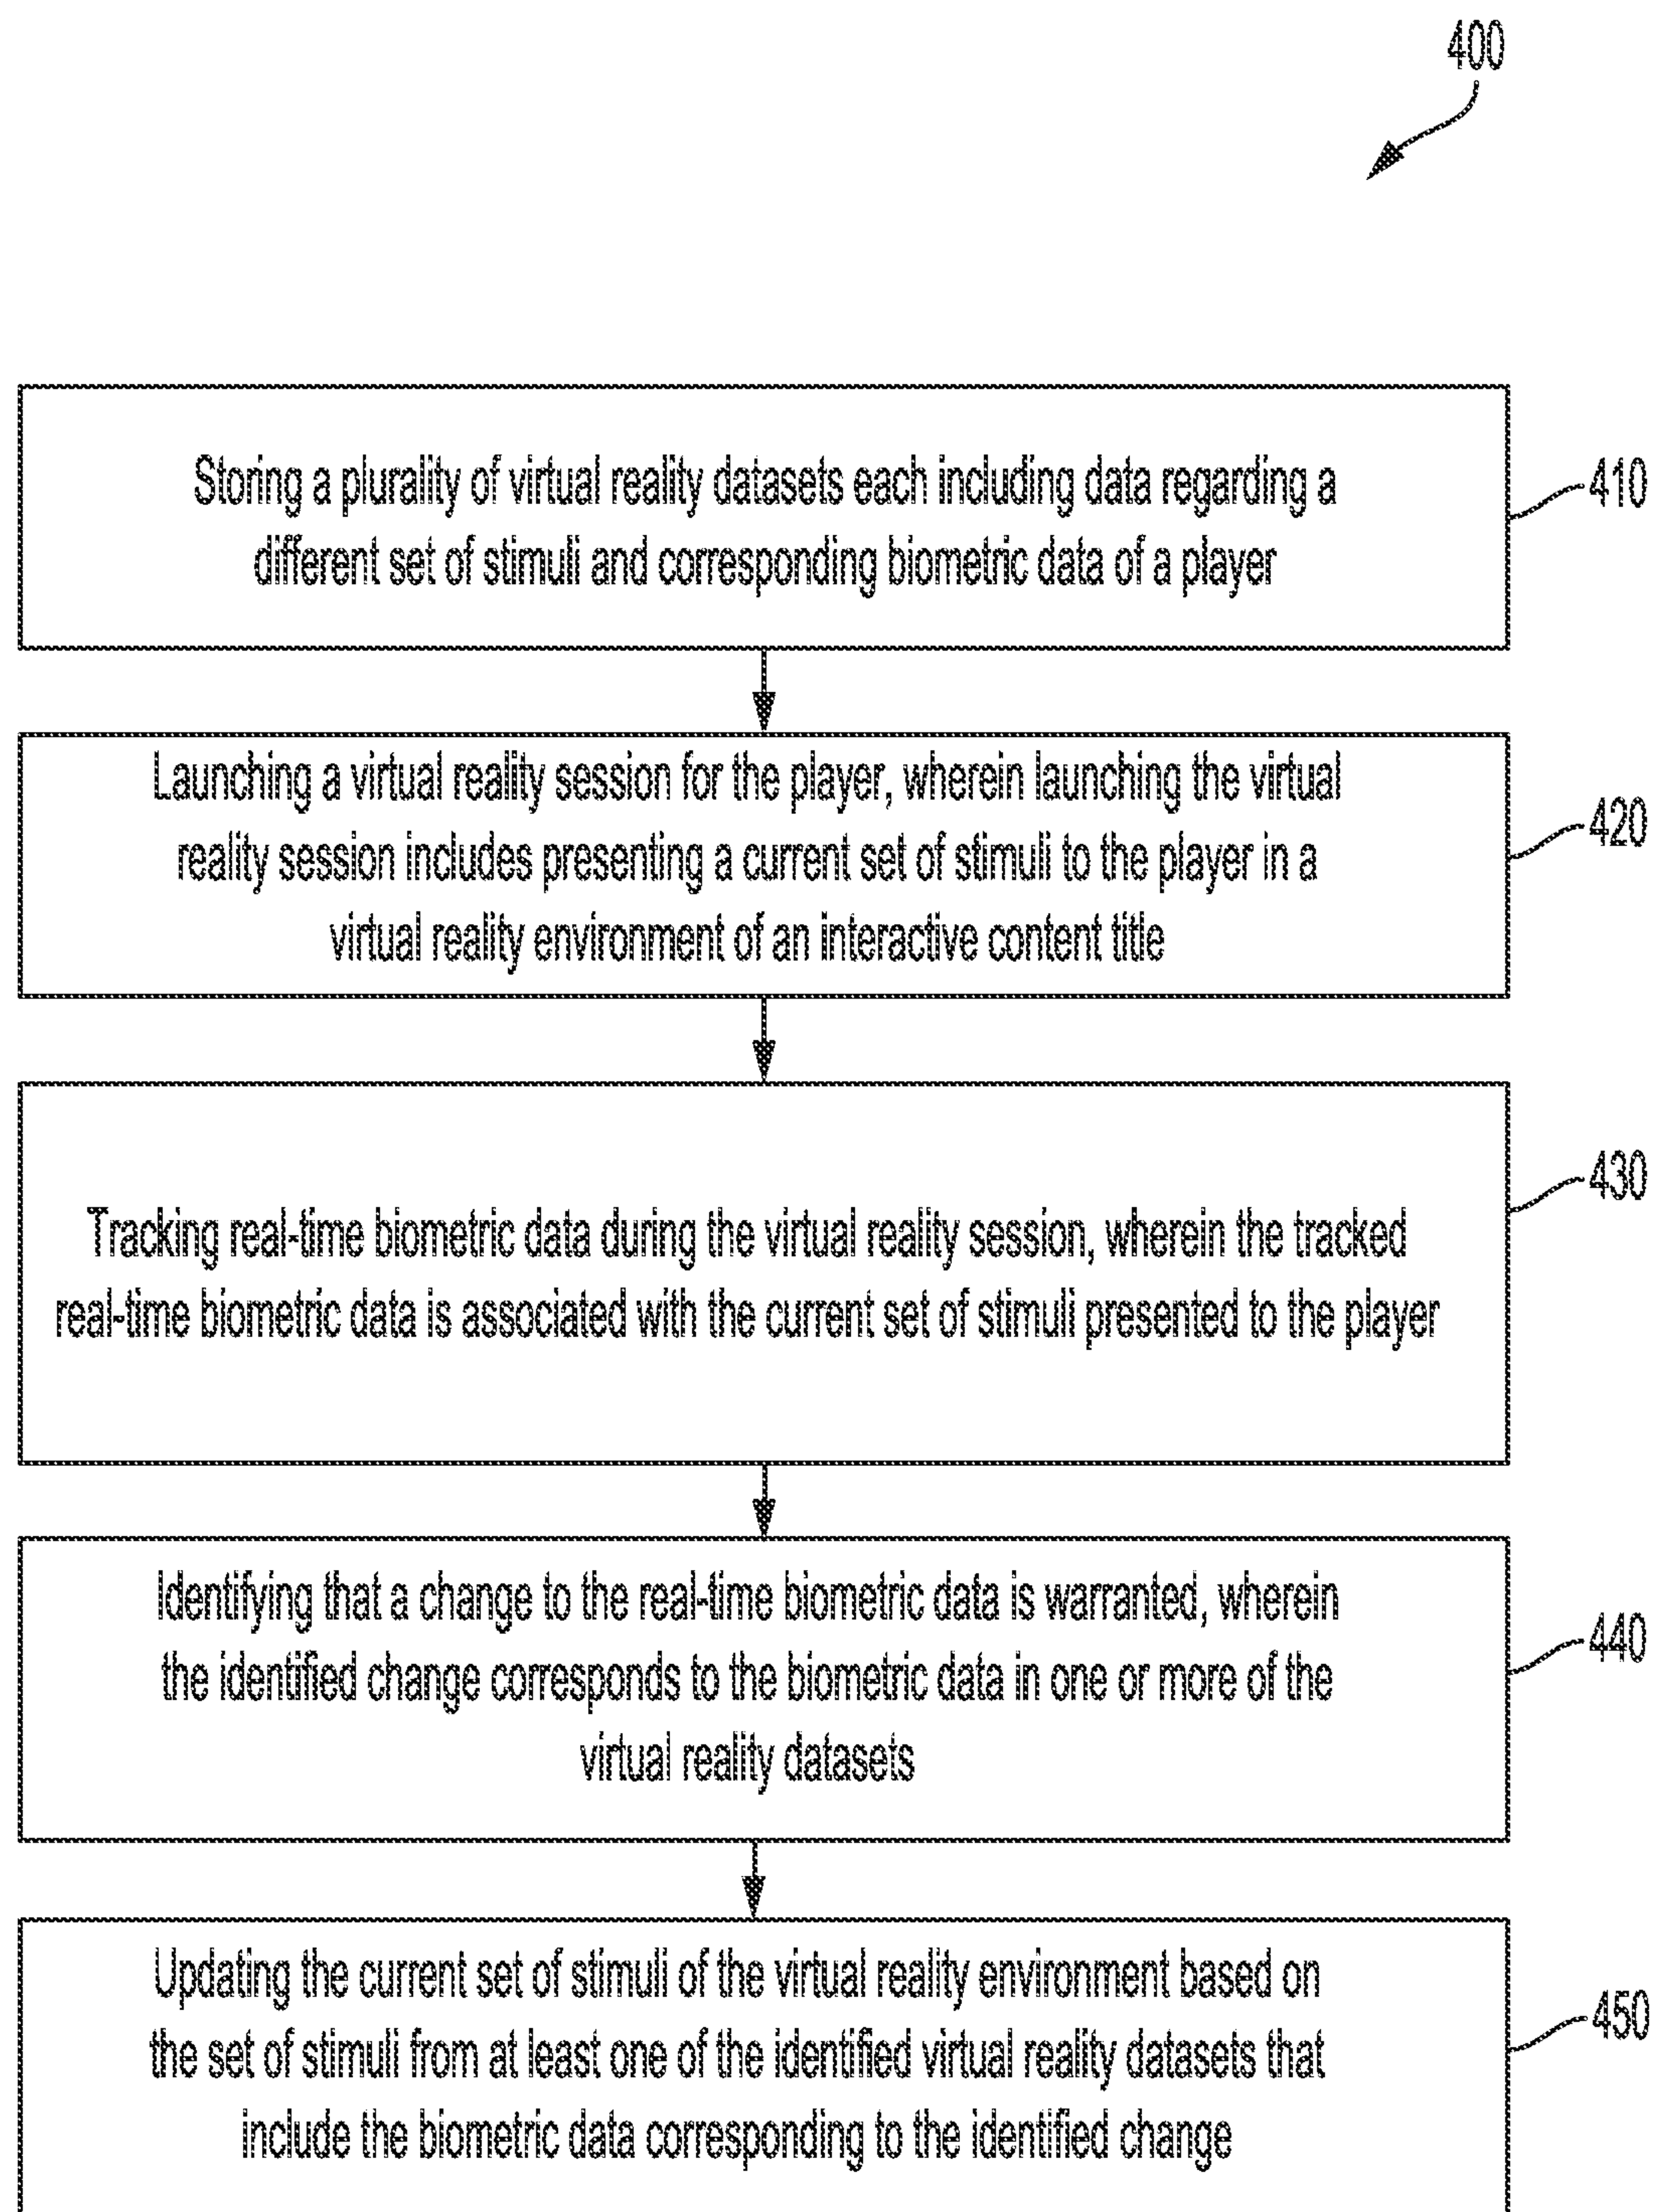 400
Storing a plurality of virtual reality datasets each including data regarding a
different set of stimuli and corresponding biometric data of a player
410
Launching a virtual reality session for the player, wherein launching the virtual
reality session includes presenting a current set of stimuli to the player in a
virtual reality environment of an interactive content title
420
Tracking real-time biometric data during the virtual reality session, wherein the tracked
real-time biometric data is associated with the current set of stimuli presented to the player
430
Identifying that a change to the real-time biometric data is warranted, wherein
the identified change corresponds to the biometric data in one or more of the
virtual reality datasets
440
Updating the current set of stimuli of the virtual reality environment based on
the set of stimuli from at least one of the identified virtual reality datasets that
include the biometric data corresponding to the identified change
450